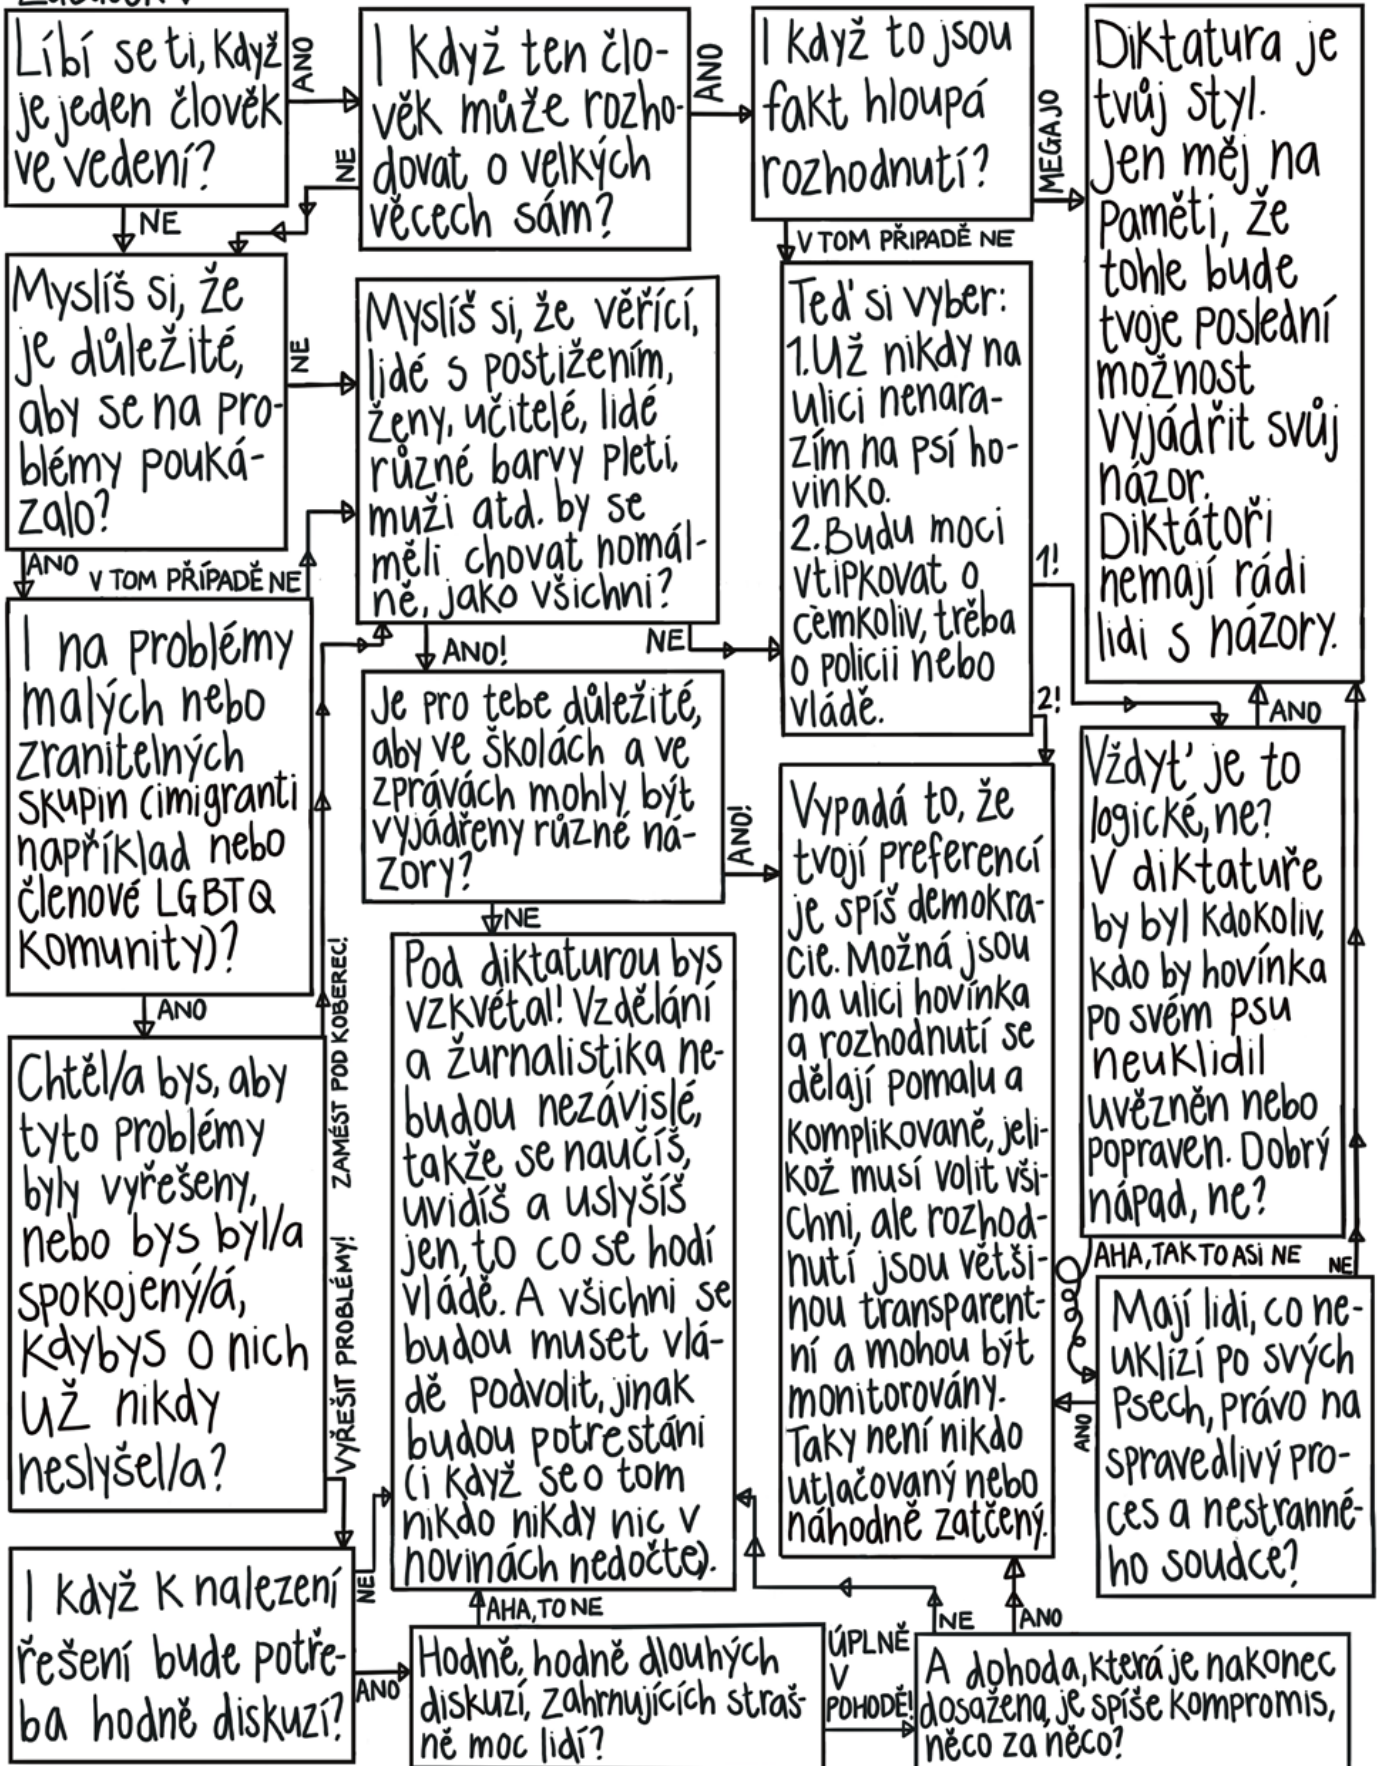 Líbí se ti, když
je jeden člověk
ve vedení?
ANO
NE
I když ten člo-
věk může rozho-
dovat o velkých
věcech sám?
ANO
NE
I když to jsou
fakt hloupá
rozhodnutí?
MEGAJO
V TOM PŘIPADĚ NE
Diktatura je
tvůj styl.
Jen měj na
paměti, že
tohle bude
tvoje poslední
možnost
vyjádřit svůj
názor.
Diktátoři
nemají rádi
lidi s názory.
Myslíš si, že
je důležité,
aby se na pro-
blémy pouká-
zalo?
NE
ANO
V TOM PŘÍPADĚ NE
Myslíš si, že věřící,
lidé s postižením,
ženy, učitelé, lidé
různé barvy pleti,
muži atd. by se
měli chovat nomál-
ně, jako všichni?
ANO!
NE
Teď si vyber:
1. Už nikdy na
ulici nenara-
zím na psí ho-
vinko.
2. Budu moci
vtipkovat o
cèmkoliv, třeba
o policii nebo
vládě.
1!
2!
I na problémy
malých nebo
zranitelných
skupin (imigranti
například nebo
členové LGBTQ
komunity)?
ANO
Je pro tebe důležité,
aby ve školách a ve
zprávách mohly být
vyjádřeny různé ná-
zory?
ANO!
NE
Vždyť je to
logické, ne?
V diktatuře
by byl kdokoliv,
kdo by hovínka
po svém psu
neuklidil
uvězněn nebo
popraven. Dobrý
nápad, ne?
ANO
AHA, TAK TO ASI NE
Vypadá to, že
tvojí preferencí
je spíš demokra-
cie. Možná jsou
na ulici hovínka
a rozhodnutí se
dělají pomalu a
komplikovaně, jeli-
kož musí volit vši-
chni, ale rozhod-
nutí jsou větši-
nou transparent-
ní a mohou být
monitorovány.
Taky není nikdo
utlačovaný nebo
náhodně zatčený.
Pod diktaturou bys
vzkvétal! Vzdělání
a žurnalistika ne-
budou nezávislé,
takže se naučíš,
uvidíš a uslyšíš
jen, to co se hodí
vládě. A všichni se
budou muset vlá-
dě podvolit, jinak
budou potrestáni
(i když se o tom
nikdo nikdy nic v
novinách nedočte).
Chtěl/a bys, aby
tyto problémy
byly vyřešeny,
nebo bys byl/a
spokojený/á,
kdybys o nich
už nikdy
neslyšel/a?
ZAMÉST POD KOBEREC!
VYŘEŠIT PROBLÉMY!
Mají lidi, co ne-
uklízí po svých
psech, právo na
spravedlivý pro-
ces a nestranné-
ho soudce?
NE
ANO
I když k nalezení
řešení bude potře-
ba hodně diskuzí?
NE
ANO
Hodně, hodně dlouhých
diskuzí, zahrnujících straš-
ně moc lidí?
AHA, TO NE
ÚPLNĚ
V
POHODĚ!
A dohoda, která je nakonec
dosažena, je spíše kompromis,
něco za něco?
NE
ANO